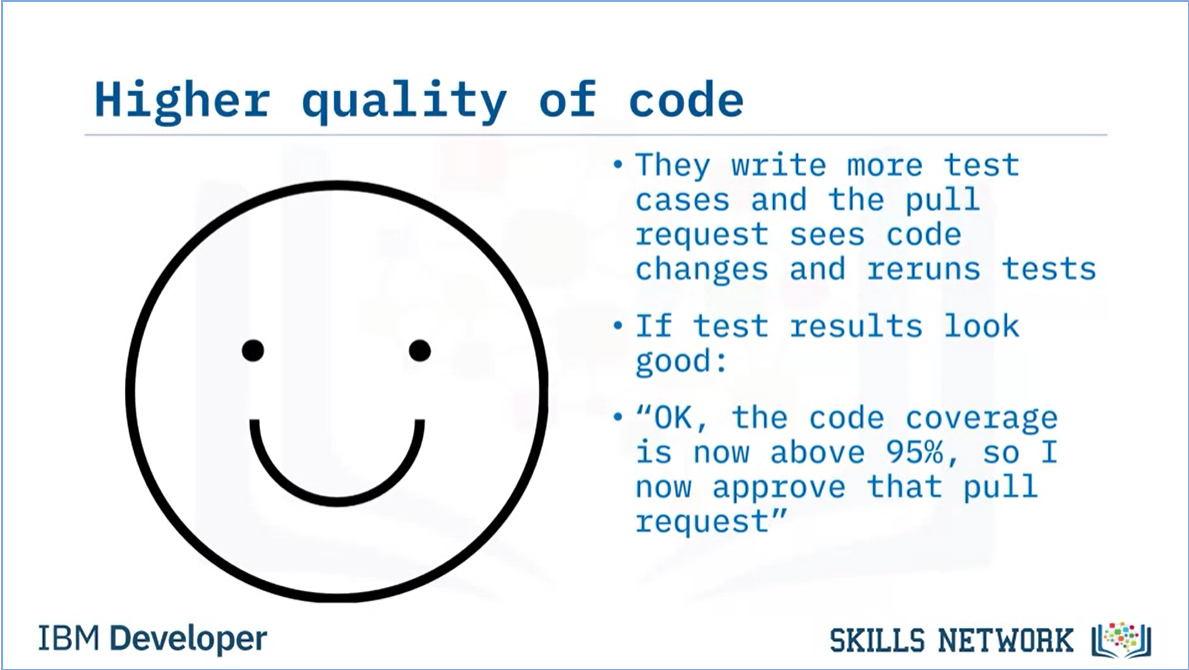 Higher quality of code
• They write more test
cases and the pull
request sees code
changes and reruns tests
• If test results look
good:
• “OK, the code coverage
is now above 95%, so I
now approve that pull
request”
IBM Developer
SKILLS NETWORK